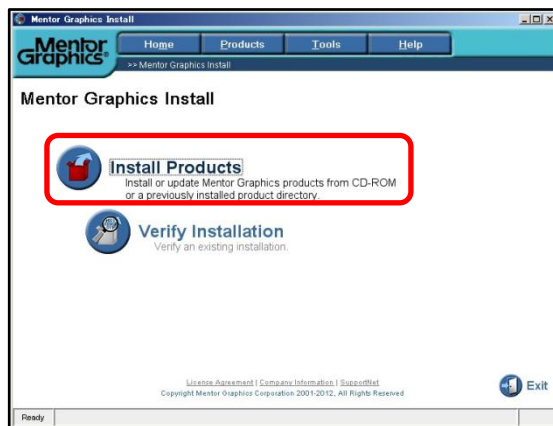 Mentor Graphics Install
Mentor Graphics®
Home Products Tools Help
>> Mentor Graphics Install
Mentor Graphics Install
Install Products
Install or update Mentor Graphics products from CD-ROM
or a previously installed product directory.
Verify Installation
Verify an existing installation.
License Agreement | Company Information | SupportNet
Copyright Mentor Graphics Corporation 2001-2012, All Rights Reserved
Exit
Ready